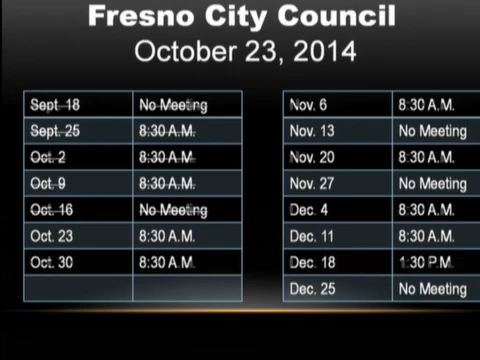 Fresno City Council
October 23, 2014
Sept. 18 No Meeting
Sept. 25 8:30 A.M.
Oct. 2 8:30 A.M.
Oct. 9 8:30 A.M.
Oct. 16 No Meeting
Oct. 23 8:30 A.M.
Oct. 30 8:30 A.M.
Nov. 6 8:30 A.M.
Nov. 13 No Meeting
Nov. 20 8:30 A.M.
Nov. 27 No Meeting
Dec. 4 8:30 A.M.
Dec. 11 8:30 A.M.
Dec. 18 1:30 P.M.
Dec. 25 No Meeting